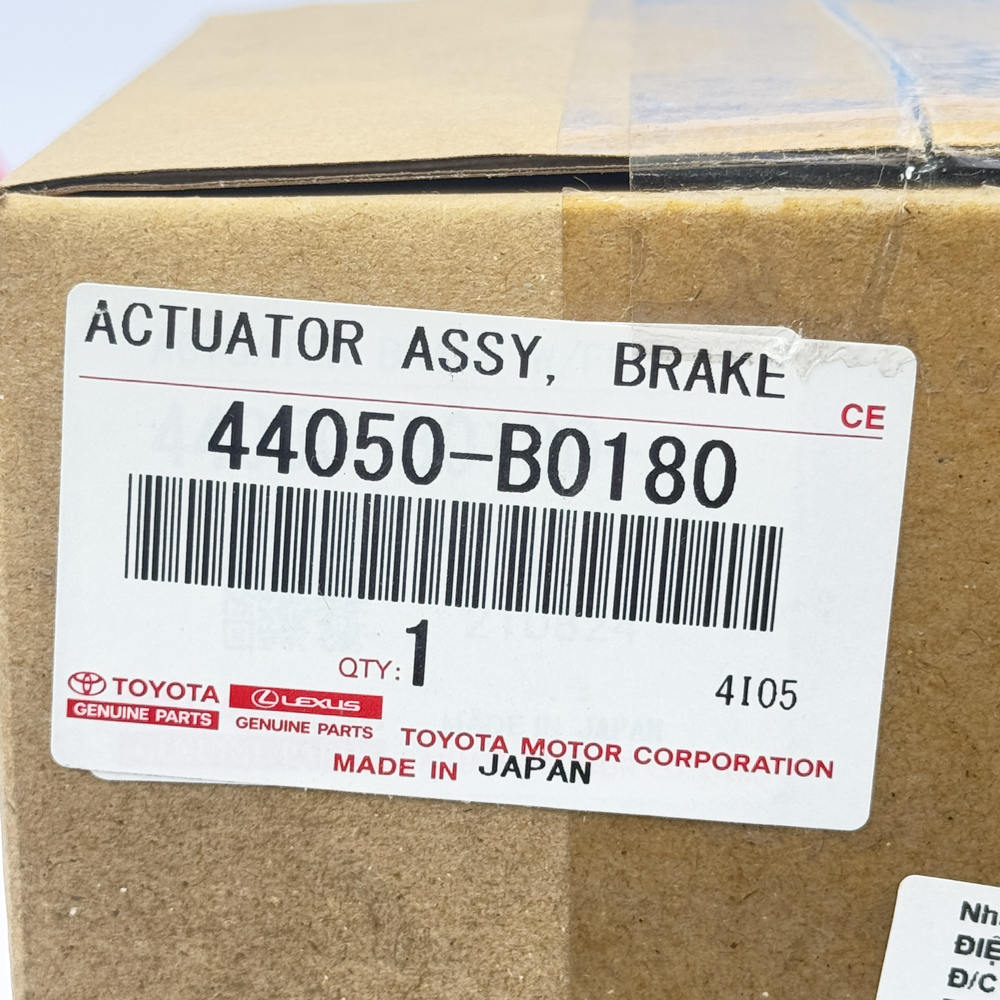 ACTUATOR ASSY, BRAKE
CE
44050-B0180
QTY: 1
4I05
TOYOTA
GENUINE PARTS
LEXUS
GENUINE PARTS
TOYOTA MOTOR CORPORATION
MADE IN JAPAN
Đ/C